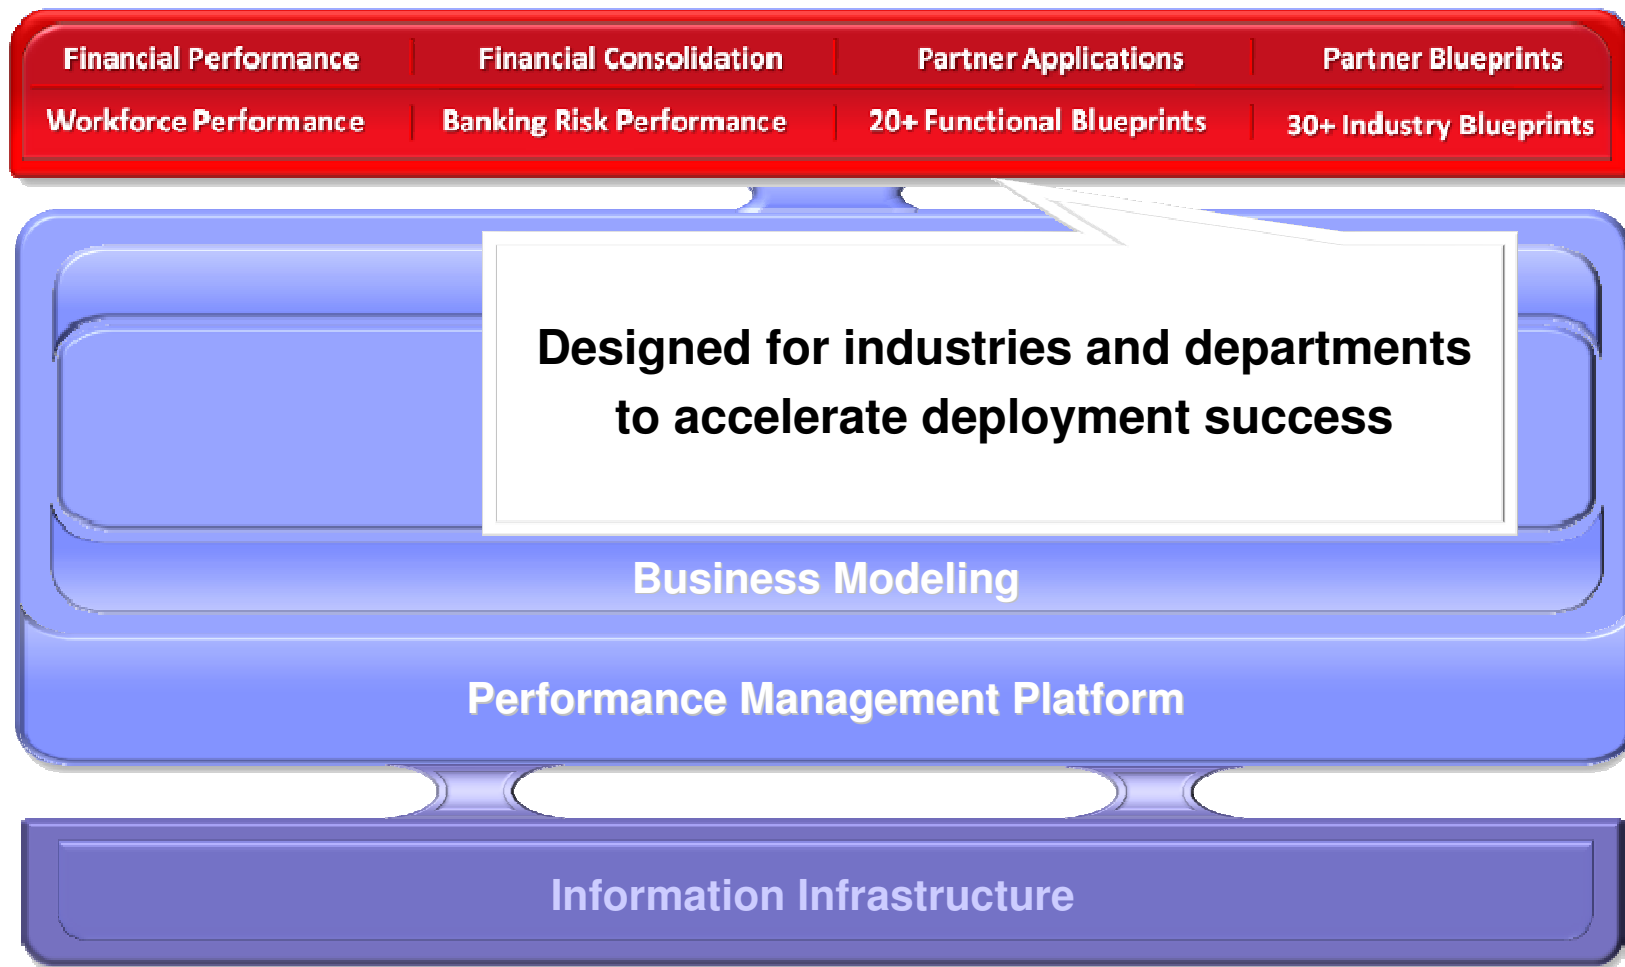 Financial Performance Financial Consolidation Partner Applications Partner Blueprints
Workforce Performance Banking Risk Performance 20+ Functional Blueprints 30+ Industry Blueprints
Designed for industries and departments
to accelerate deployment success
Business Modeling
Performance Management Platform
Information Infrastructure